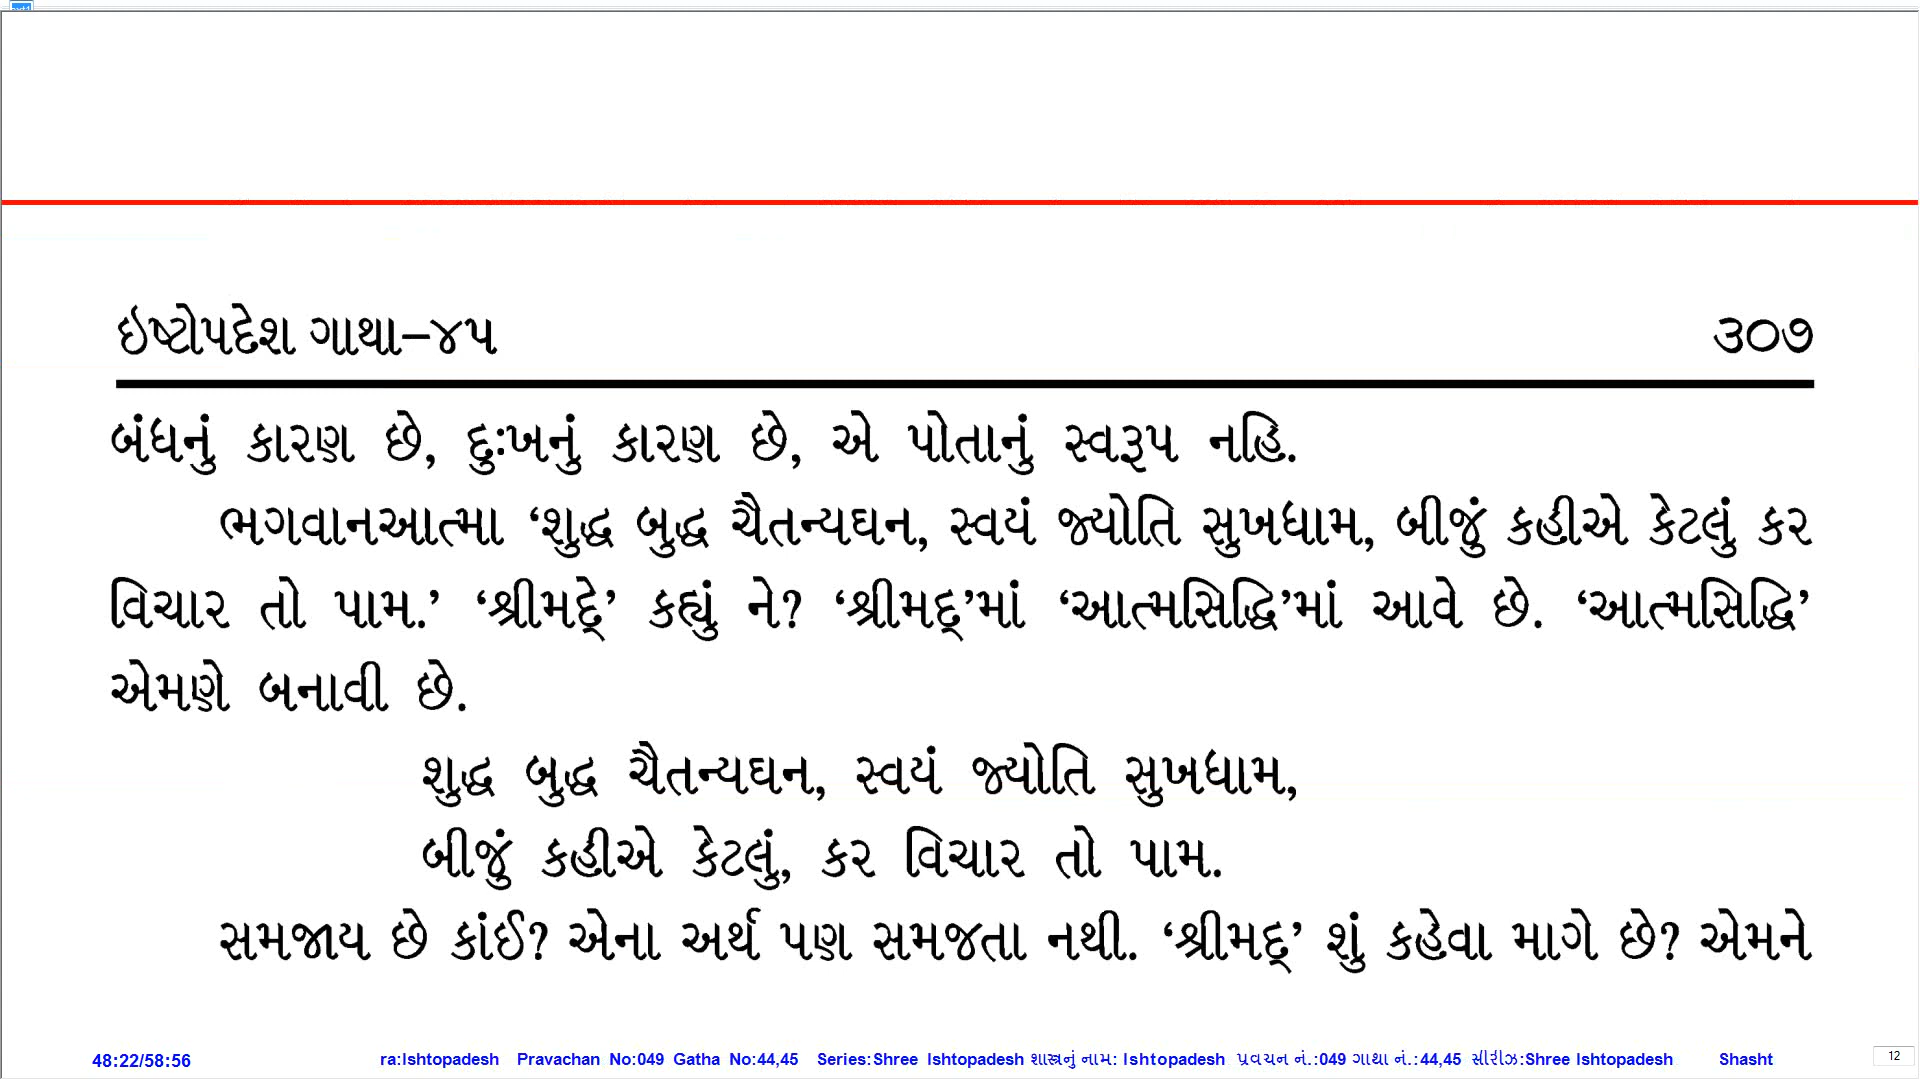 ઇષ્ટોપદેશ ગાથા–૪૫ ૩૦૭
બંધનું કારણ છે, દુઃખનું કારણ છે, એ પોતાનું સ્વરૂપ નહિ.
ભગવાનઆત્મા ‘શુદ્ધ બુદ્ધ ચૈતન્યઘન, સ્વયં જ્યોતિ સુખધામ, બીજું કહીએ કેટલું કર
વિચાર તો પામ.’ ‘શ્રીમદે્’ કહ્યું ને? ‘શ્રીમદ્’માં ‘આત્મસિદ્ધિ’માં આવે છે. ‘આત્મસિદ્ધિ’
એમણે બનાવી છે.
શુદ્ધ બુદ્ધ ચૈતન્યઘન, સ્વયં જ્યોતિ સુખધામ,
બીજું કહીએ કેટલું, કર વિચાર તો પામ.
સમજાય છે કાંઈ? એના અર્થ પણ સમજતા નથી. ‘શ્રીમદ્’ શું કહેવા માગે છે? એમને
48:22/58:56 ra:Ishtopadesh Pravachan No:049 Gatha No:44,45 Series:Shree Ishtopadesh શાસ્ત્રનું નામ: Ishtopadesh પ્રવચન નં.:049 ગાથા નં.:44,45 સીરીઝ:Shree Ishtopadesh Shasht 12